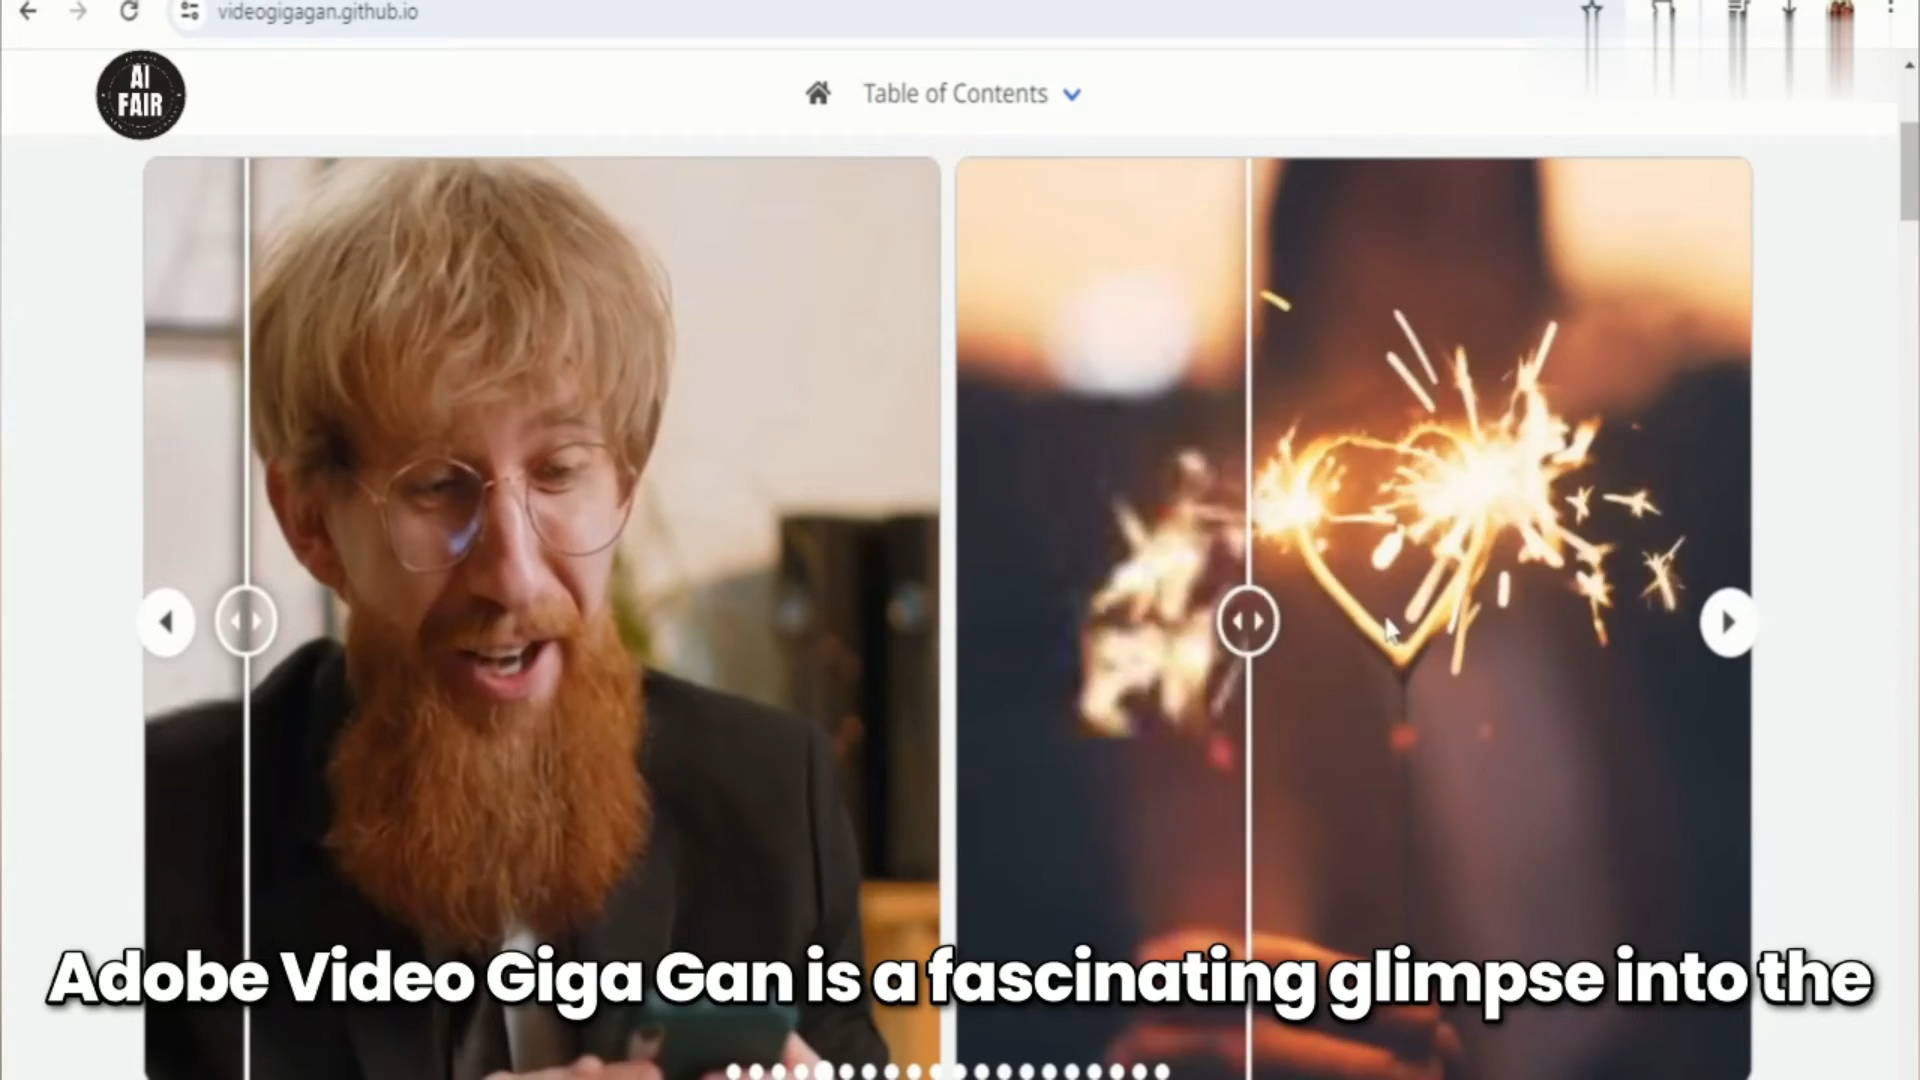 videogigagan.github.io
AI
FAIR
Table of Contents
Adobe Video Giga Gan is a fascinating glimpse into the